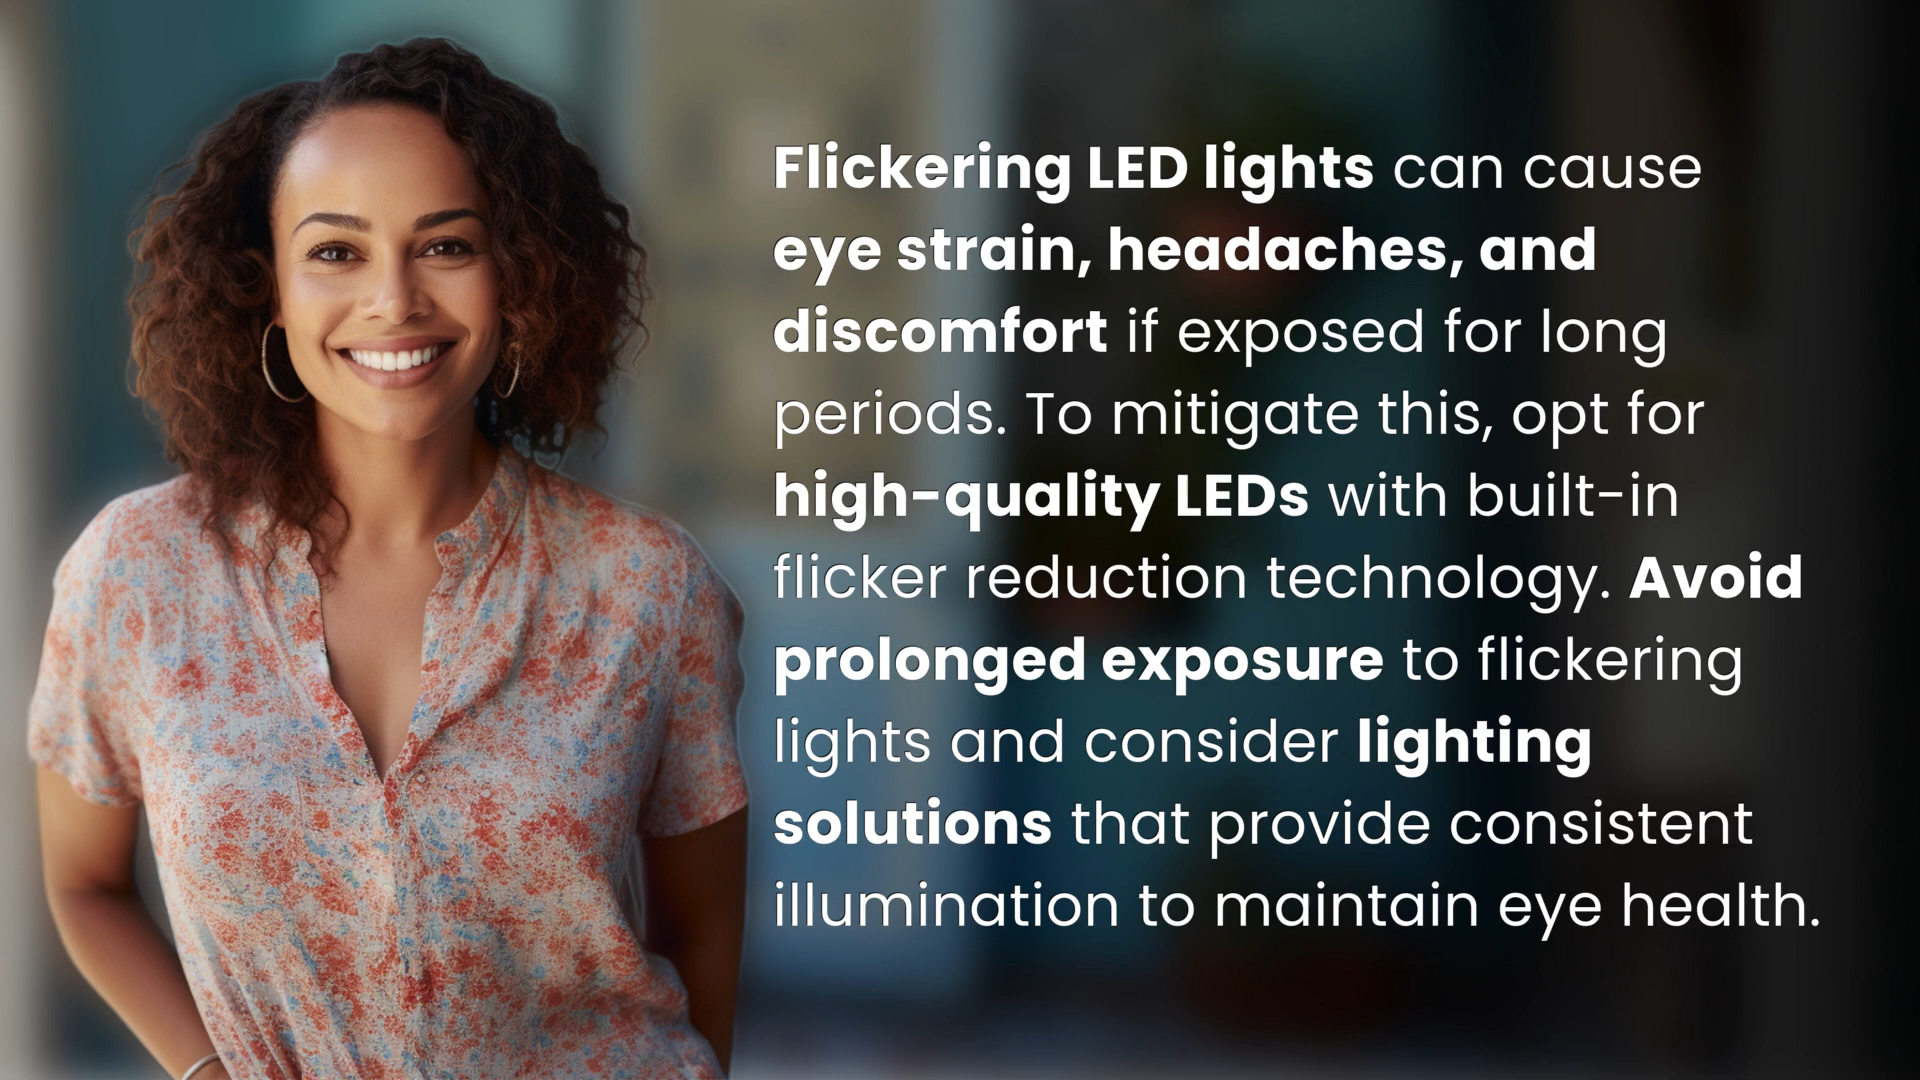 Flickering LED lights can cause
eye strain, headaches, and
discomfort if exposed for long
periods. To mitigate this, opt for
high-quality LEDs with built-in
flicker reduction technology. Avoid
prolonged exposure to flickering
lights and consider lighting
solutions that provide consistent
illumination to maintain eye health.